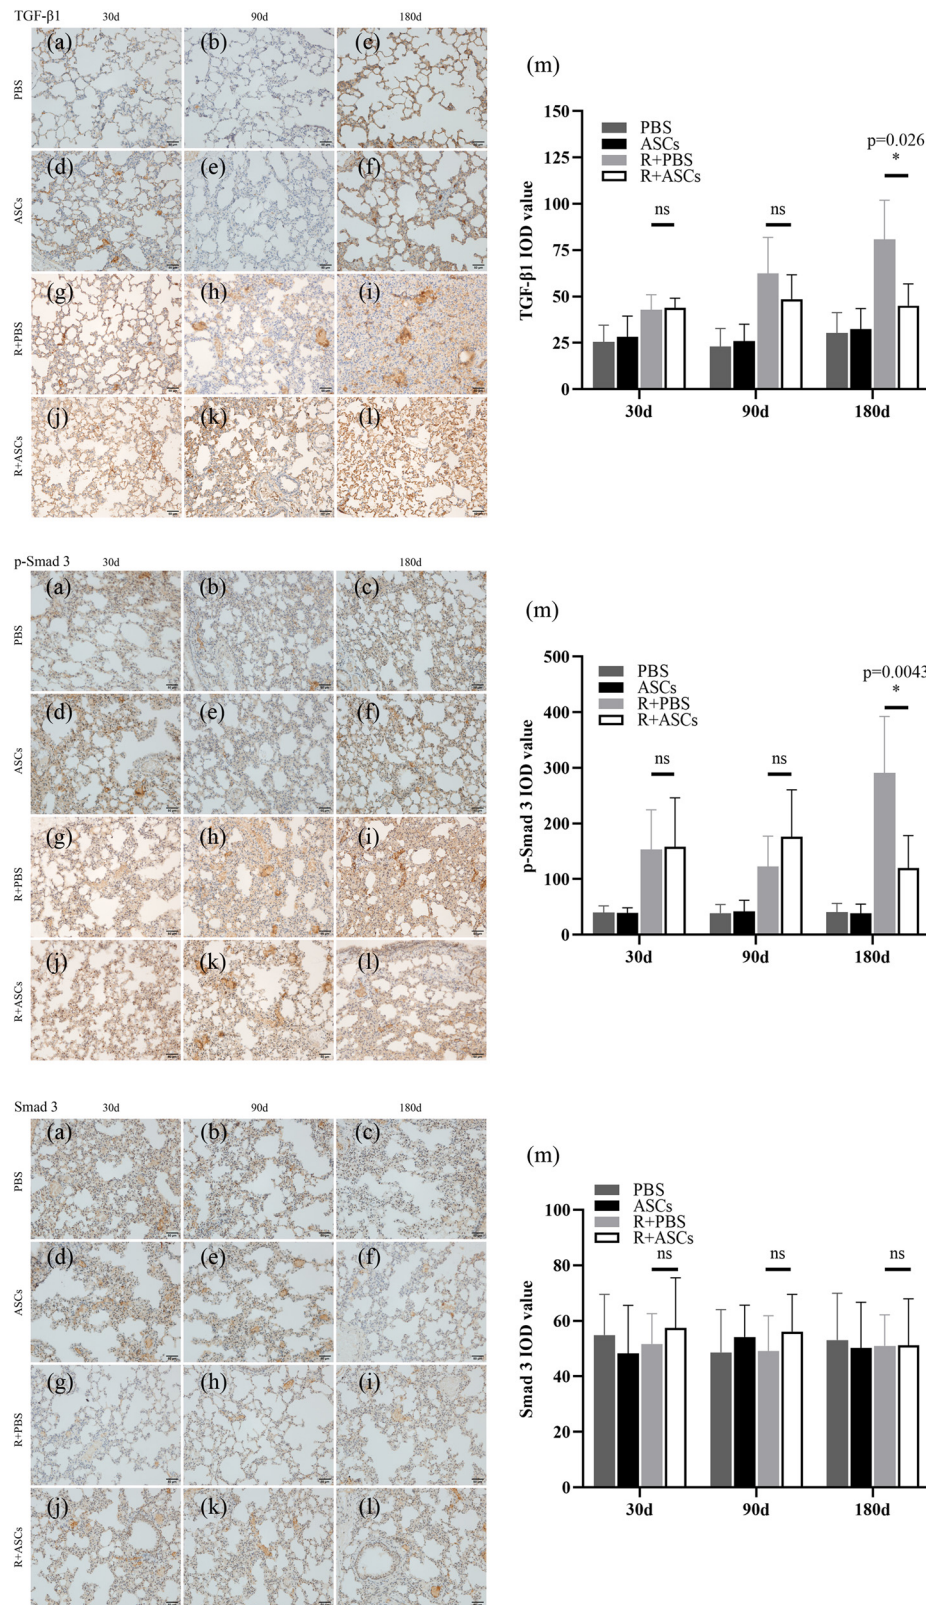 TGF-β1 30d 90d 180d
PBS (a) (b) (c)
ASCs (d) (e) (f)
R+PBS (g) (h) (i)
R+ASCs (j) (k) (l)
(m)
150
125
100
75
50
25
0
TGF-β1 IOD value
PBS
ASCs
R+PBS
R+ASCs
ns
ns
p=0.026
*
30d 90d 180d
p-Smad 3 30d 180d
PBS (a) (b) (c)
ASCs (d) (e) (f)
R+PBS (g) (h) (i)
R+ASCs (j) (k) (l)
(m)
500
400
300
200
100
0
p-Smad 3 IOD value
PBS
ASCs
R+PBS
R+ASCs
ns
ns
p=0.0043
*
30d 90d 180d
Smad 3 30d 90d 180d
PBS (a) (b) (c)
ASCs (d) (e) (f)
R+PBS (g) (h) (i)
R+ASCs (j) (k) (l)
(m)
100
80
60
40
20
0
Smad 3 IOD value
PBS
ASCs
R+PBS
R+ASCs
ns
ns
ns
30d 90d 180d